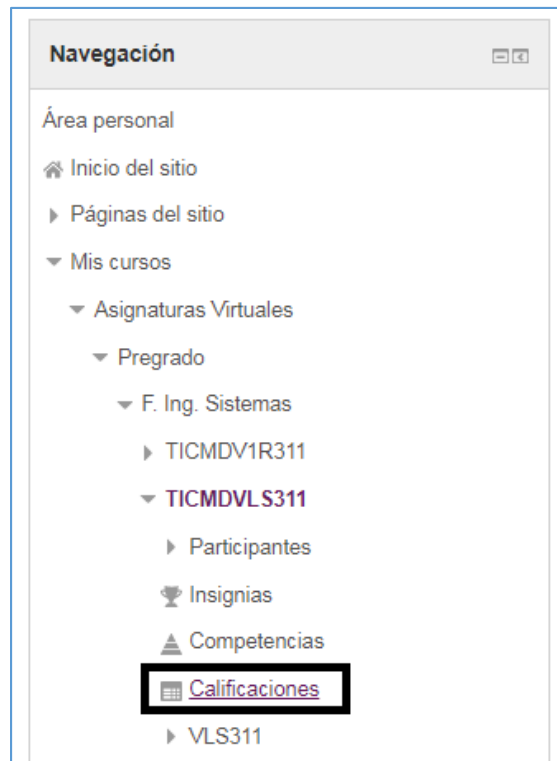 Navegación
Área personal
Inicio del sitio
Páginas del sitio
Mis cursos
Asignaturas Virtuales
Pregrado
F. Ing. Sistemas
TICMDV1R311
TICMDVLS311
Participantes
Insignias
Competencias
Calificaciones
VLS311